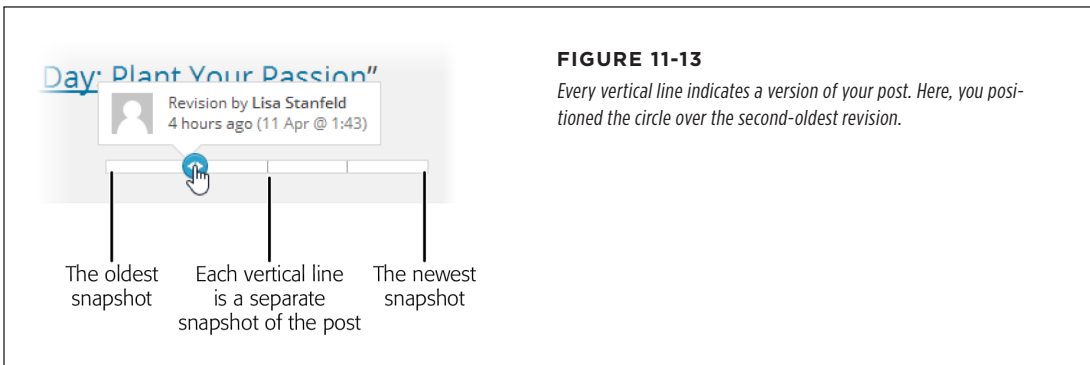 Day: Plant Your Passion”
Revision by Lisa Stanfeld
4 hours ago (11 Apr @ 1:43)
The oldest
snapshot
Each vertical line
is a separate
snapshot of the post
The newest
snapshot
FIGURE 11-13
Every vertical line indicates a version of your post. Here, you posi-
tioned the circle over the second-oldest revision.